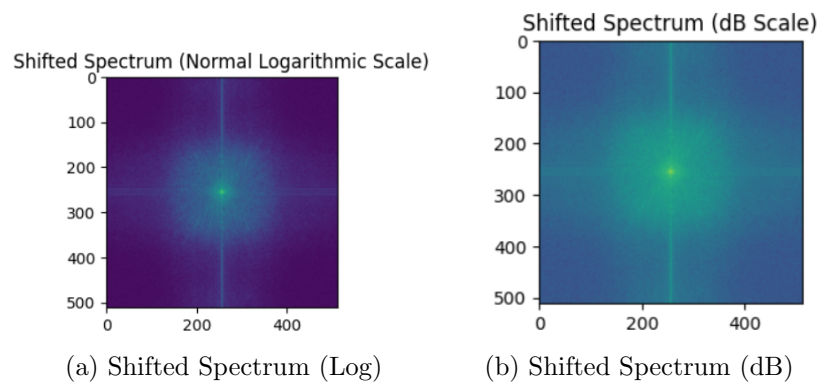 Shifted Spectrum (Normal Logarithmic Scale)
0
100
200
300
400
500
0 200 400
(a) Shifted Spectrum (Log)
Shifted Spectrum (dB Scale)
0
100
200
300
400
500
0 200 400
(b) Shifted Spectrum (dB)